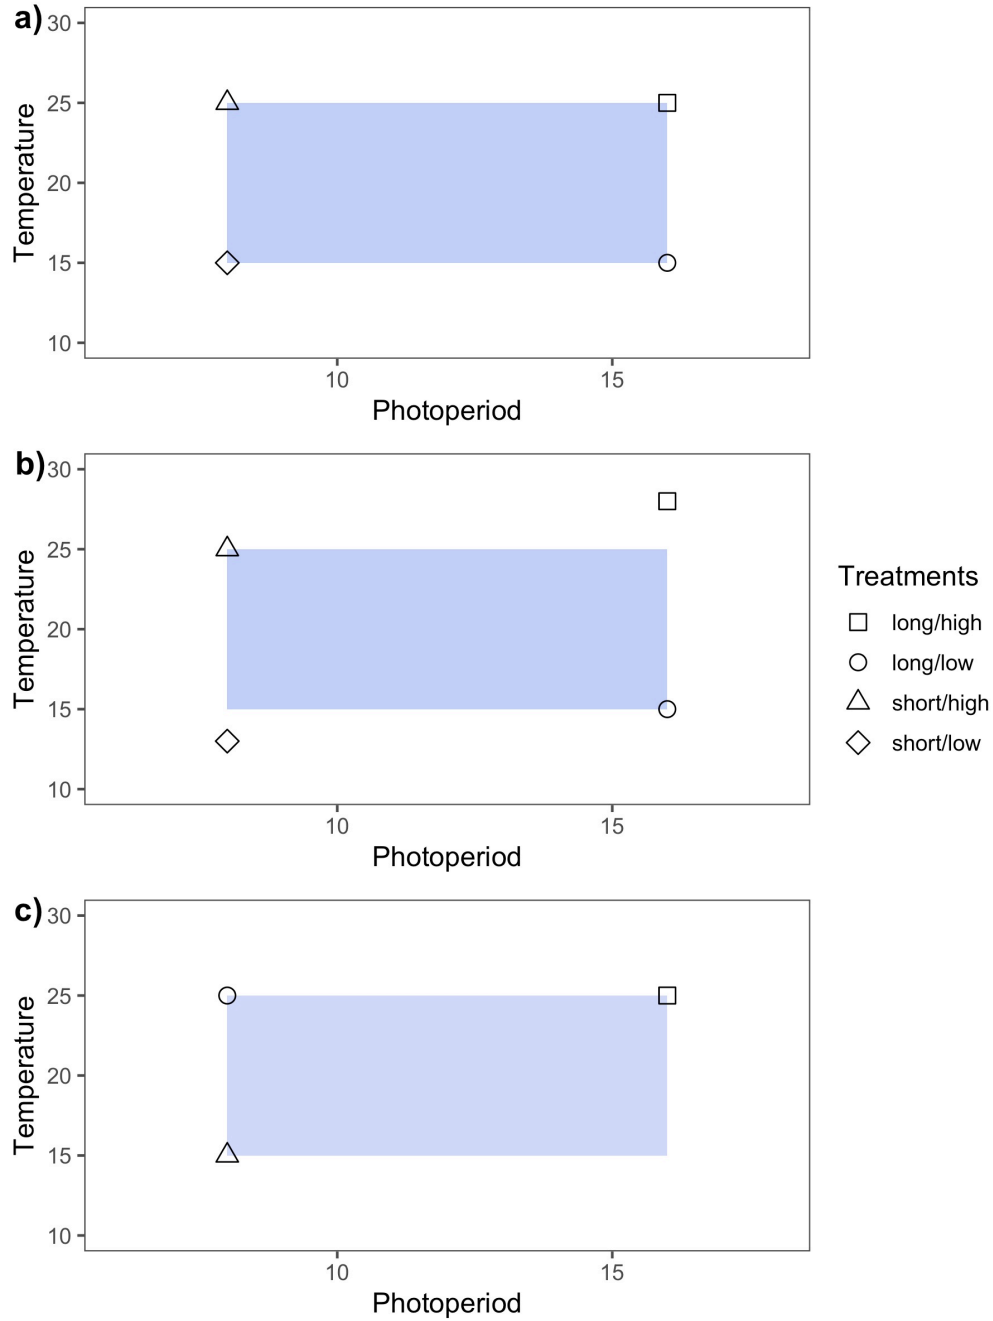 a)
30
25
20
15
10
Temperature
10 15
Photoperiod
b)
30
25
20
15
10
Temperature
10 15
Photoperiod
Treatments
long/high
long/low
short/high
short/low
c)
30
25
20
15
10
Temperature
10 15
Photoperiod